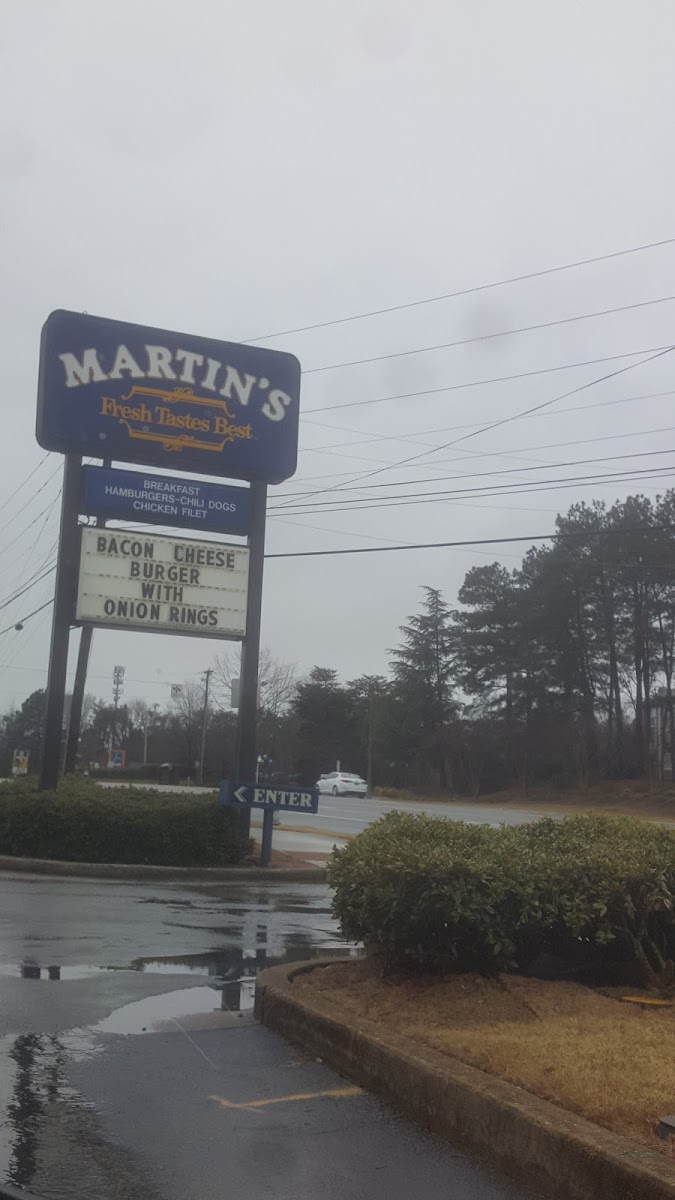 MARTIN'S
Fresh Tastes Best
BREAKFAST
HAMBURGERS-CHILI DOGS
CHICKEN FILET
BACON CHEESE
BURGER
WITH
ONION RINGS
< ENTER